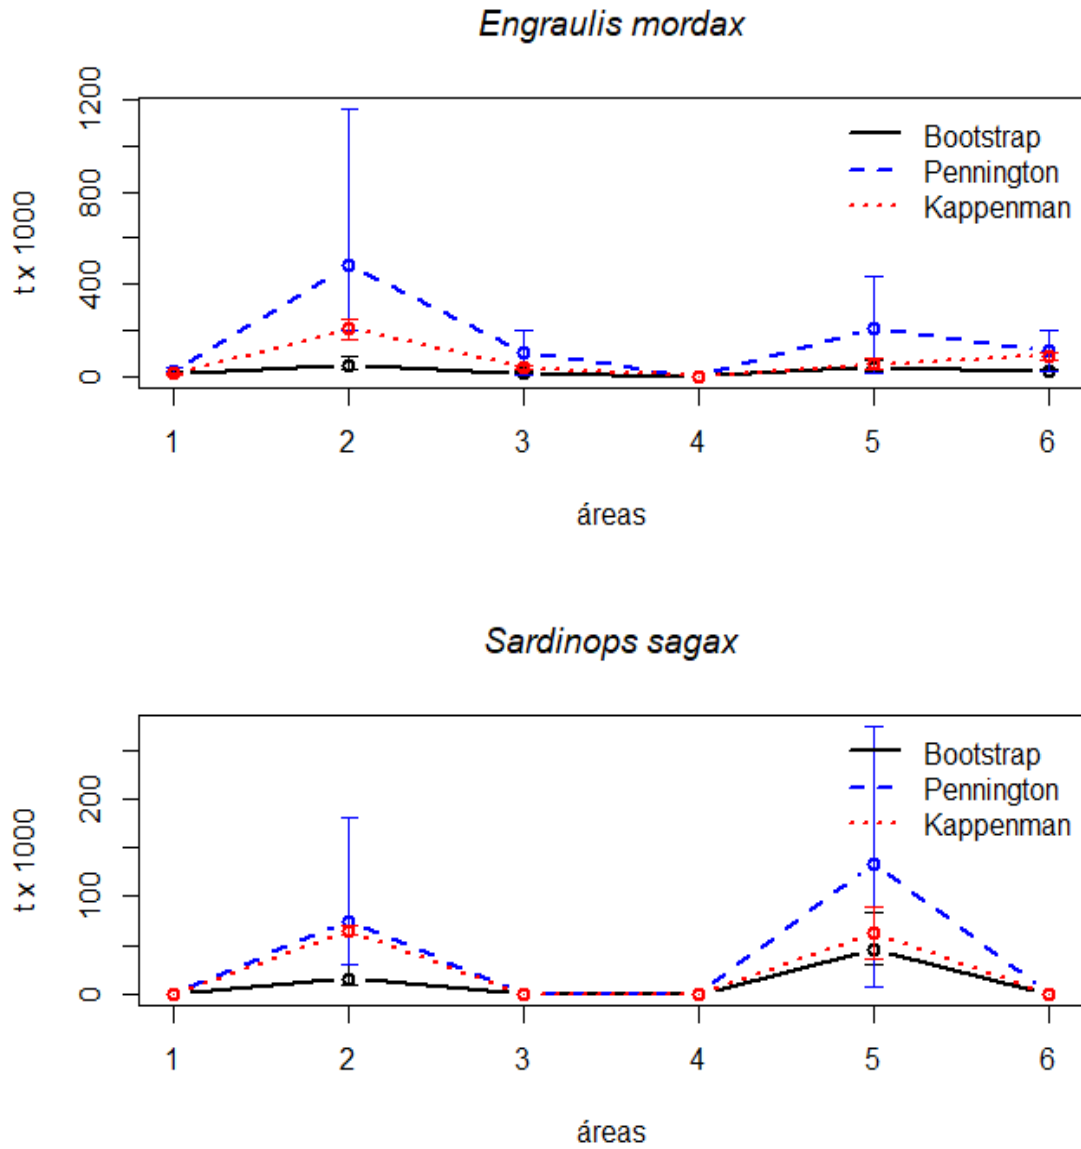 Engraulis mordax
1200
800
400
0
t x 1000
Bootstrap
Pennington
Kappenman
1 2 3 4 5 6
áreas
Sardinops sagax
200
100
0
t x 1000
Bootstrap
Pennington
Kappenman
1 2 3 4 5 6
áreas